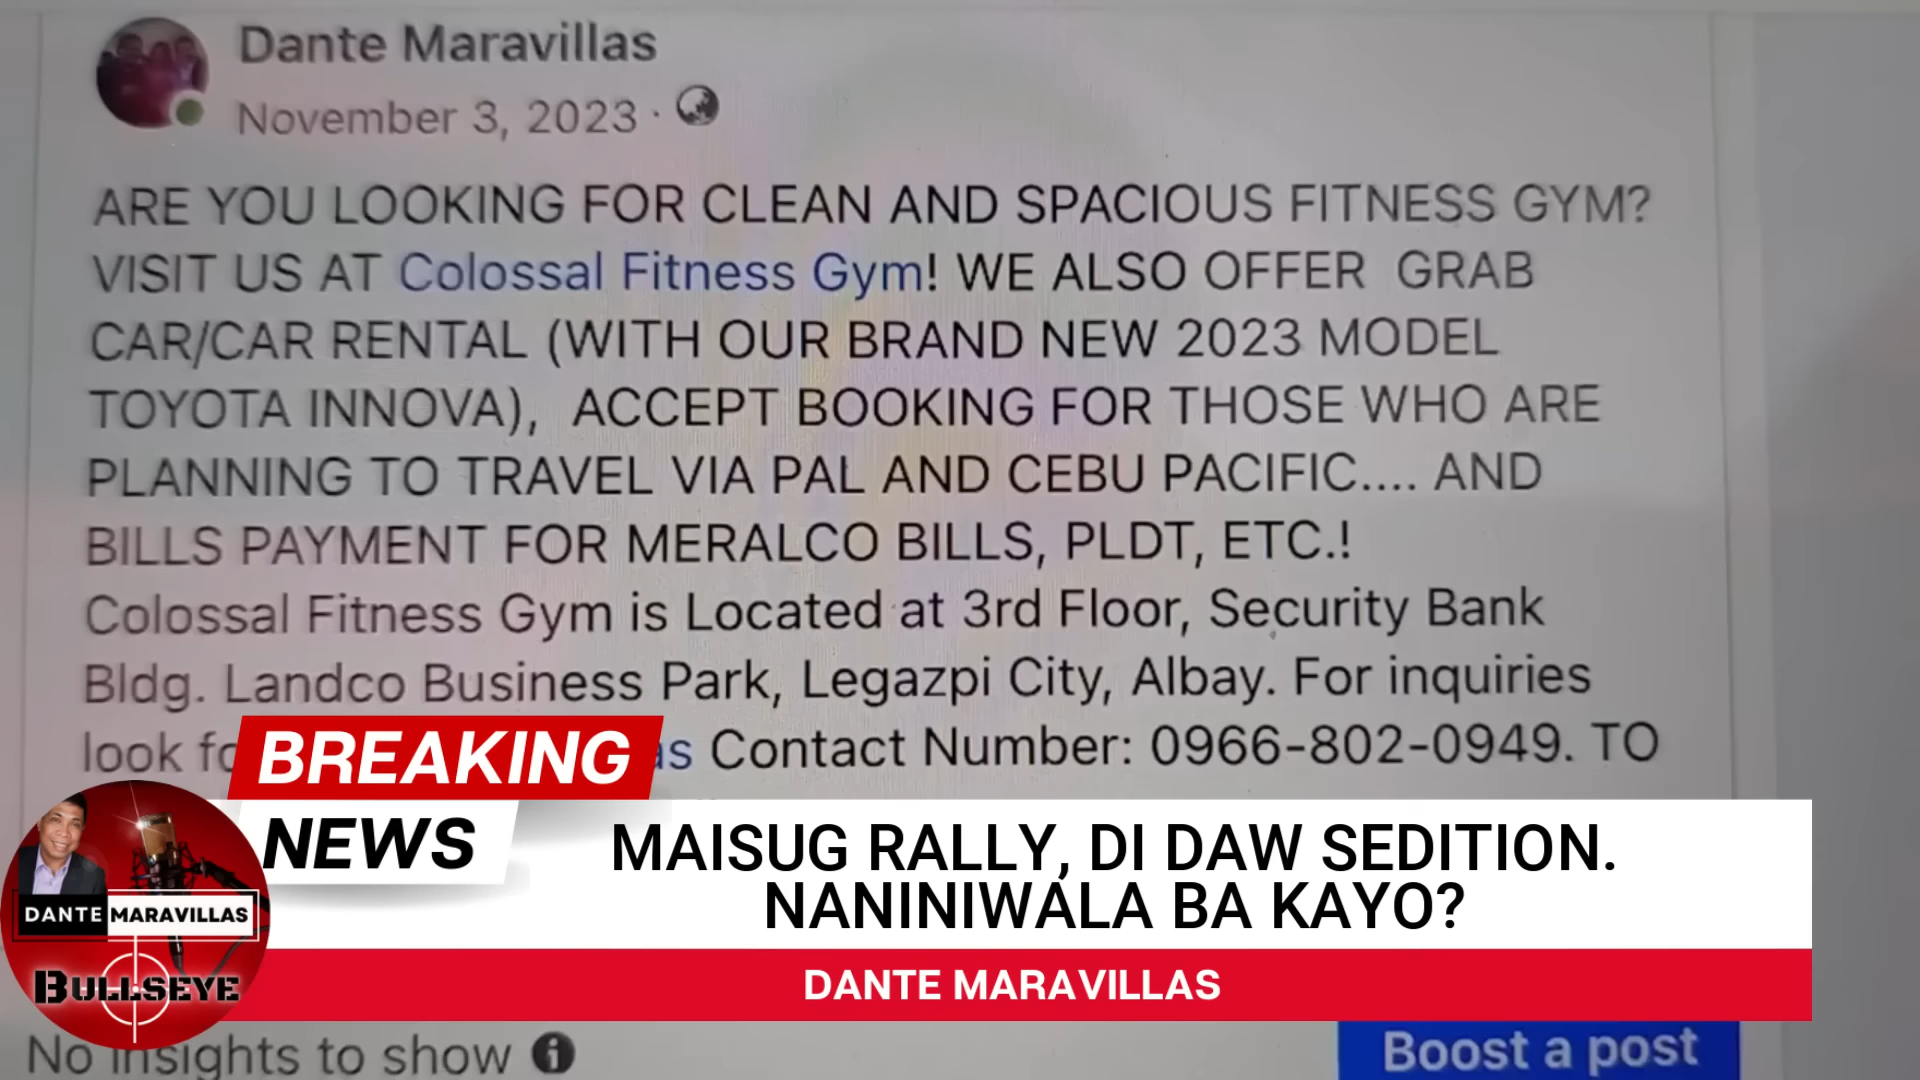 Dante Maravillas
November 3, 2023 ·
ARE YOU LOOKING FOR CLEAN AND SPACIOUS FITNESS GYM?
VISIT US AT Colossal Fitness Gym! WE ALSO OFFER GRAB
CAR/CAR RENTAL (WITH OUR BRAND NEW 2023 MODEL
TOYOTA INNOVA), ACCEPT BOOKING FOR THOSE WHO ARE
PLANNING TO TRAVEL VIA PAL AND CEBU PACIFIC.... AND
BILLS PAYMENT FOR MERALCO BILLS, PLDT, ETC.!
Colossal Fitness Gym is Located at 3rd Floor, Security Bank
Bldg. Landco Business Park, Legazpi City, Albay. For inquiries
look Contact Number: 0966-802-0949. TO
BREAKING
NEWS
MAISUG RALLY, DI DAW SEDITION.
NANINIWALA BA KAYO?
DANTE MARAVILLAS
BULLSEYE
DANTE MARAVILLAS
No insights to show
Boost a post